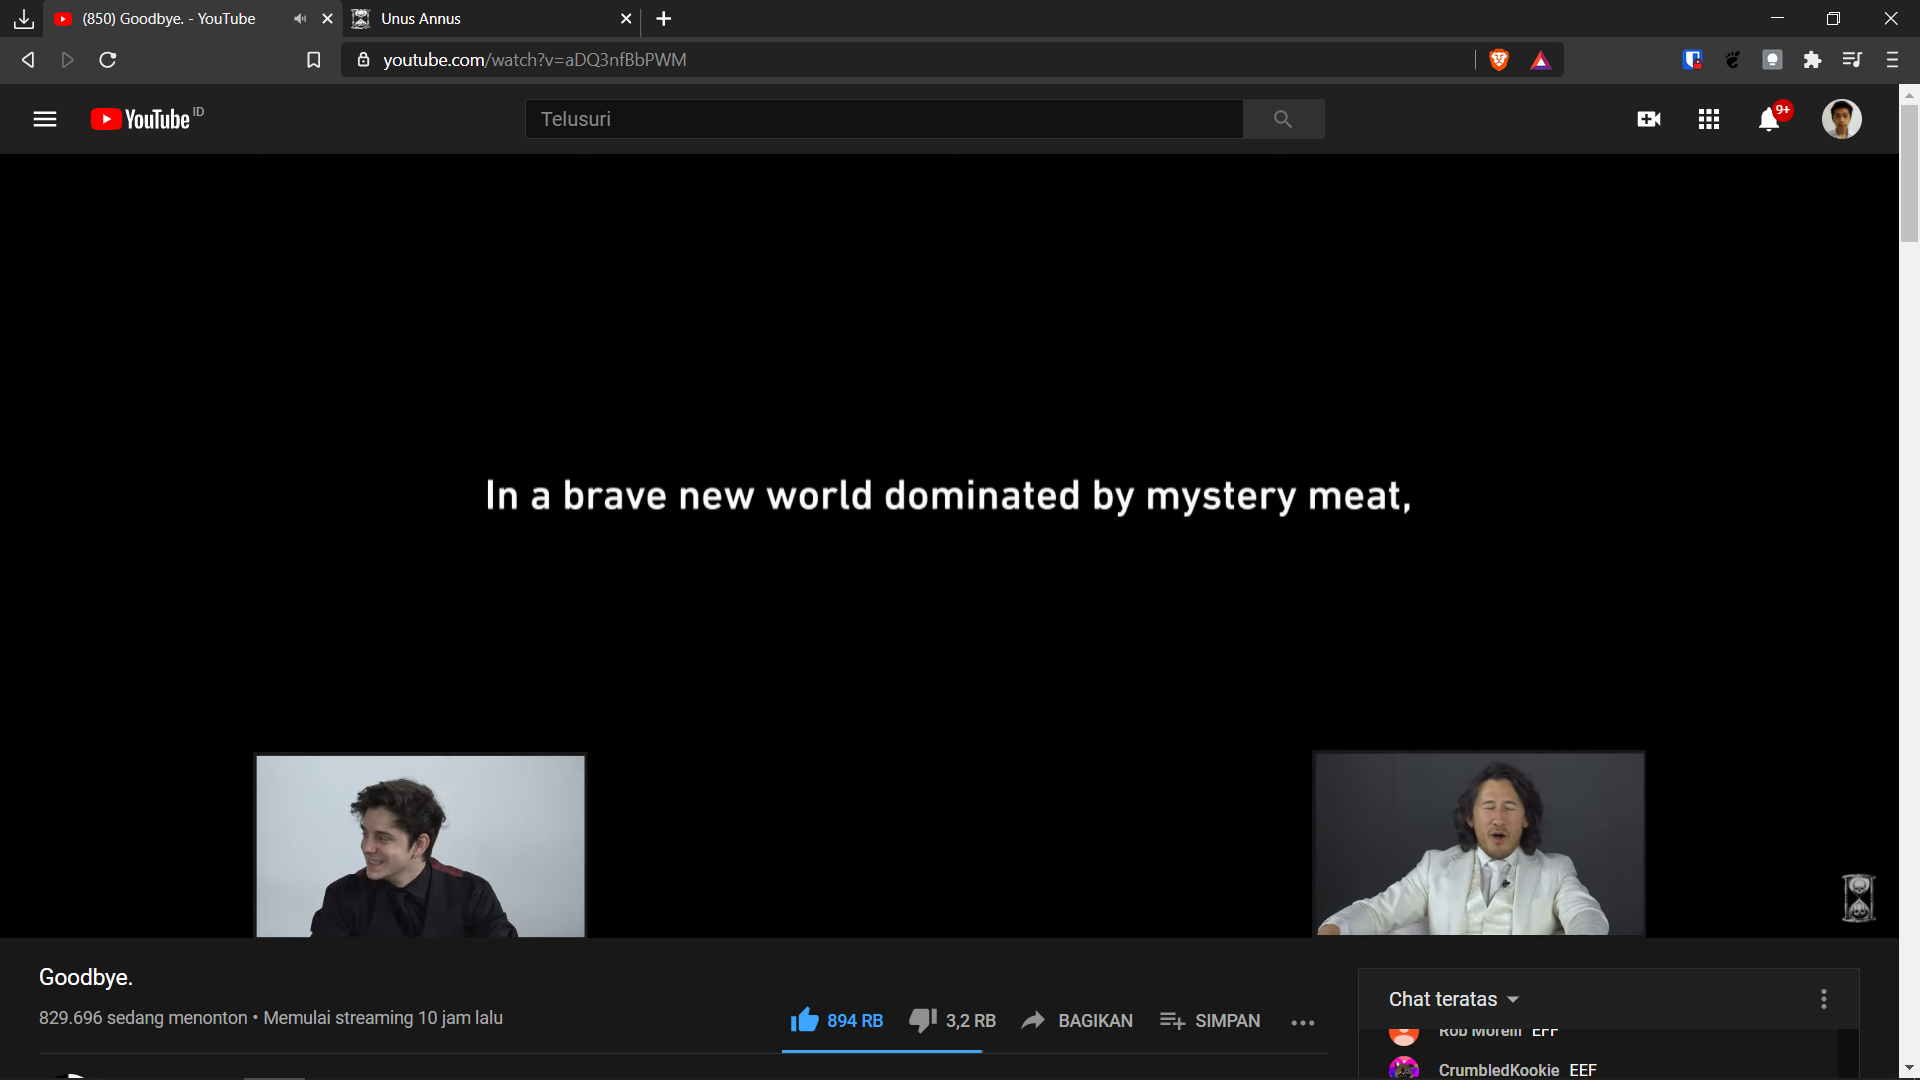 (850) Goodbye. - YouTube
Unus Annus
youtube.com/watch?v=aDQ3nfBbPWM
YouTube ID
Telusuri
9+
In a brave new world dominated by mystery meat,
Goodbye.
829.696 sedang menonton • Memulai streaming 10 jam lalu
894 RB
3,2 RB
BAGIKAN
SIMPAN
Chat teratas
Rob Morelli EFF
CrumbledKookie EEF